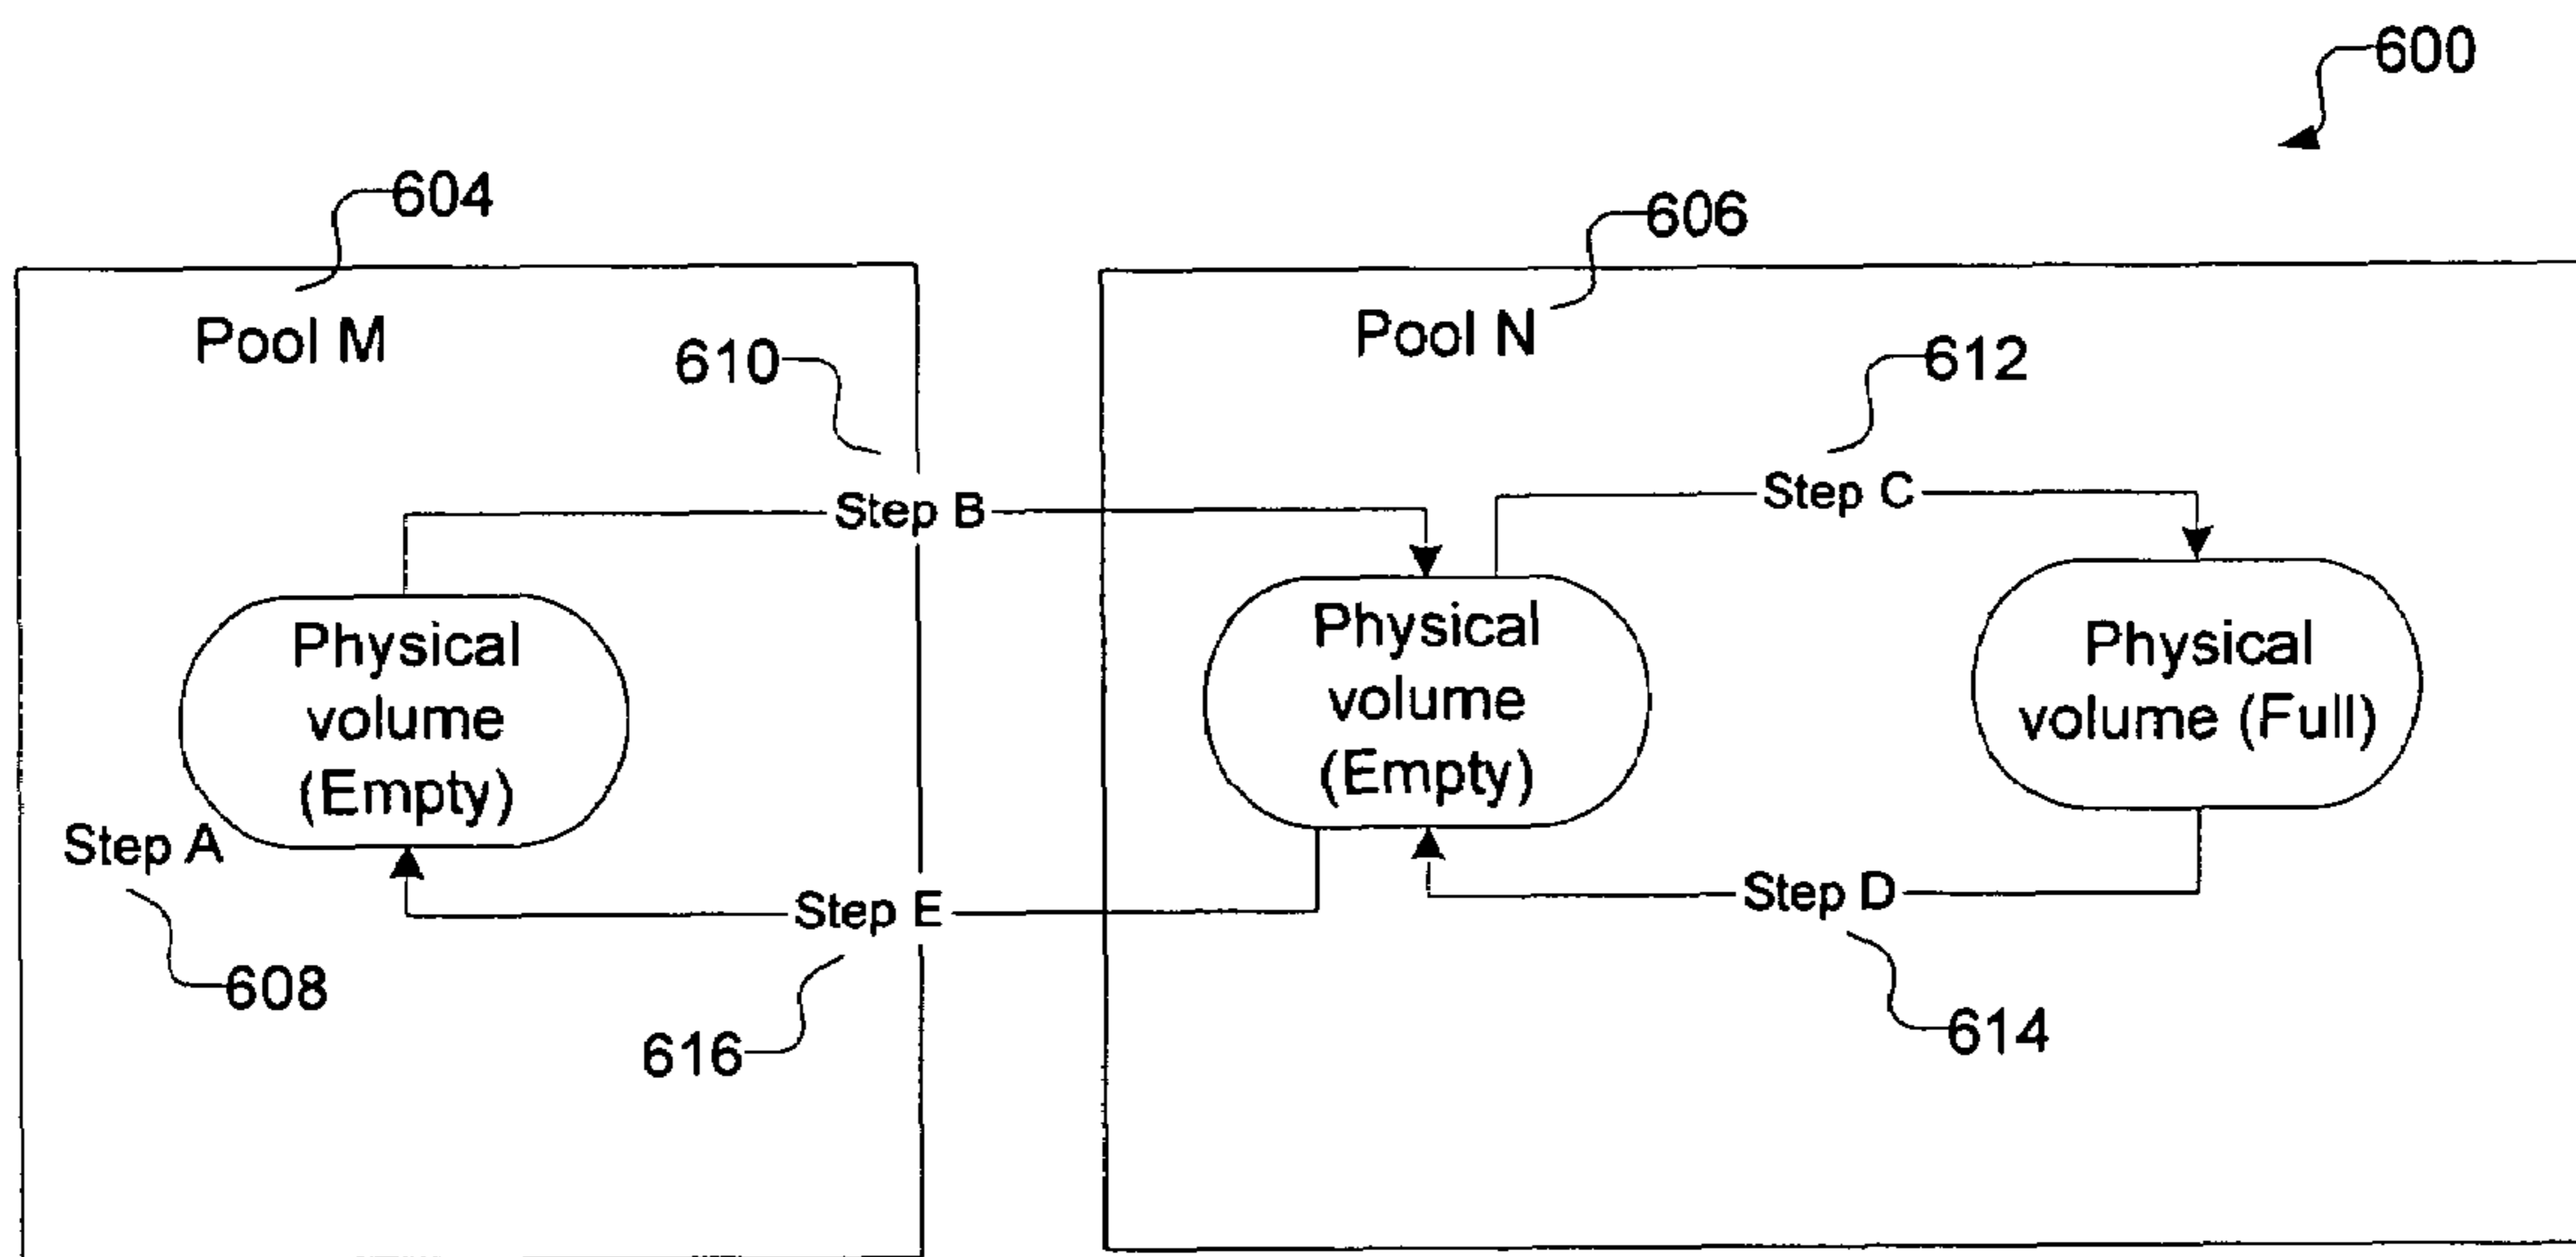 600
604
606
Pool M
Pool N
610
612
Step B
Step C
Physical
volume
(Empty)
Physical
volume
(Empty)
Physical
volume (Full)
Step A
Step E
Step D
608
616
614